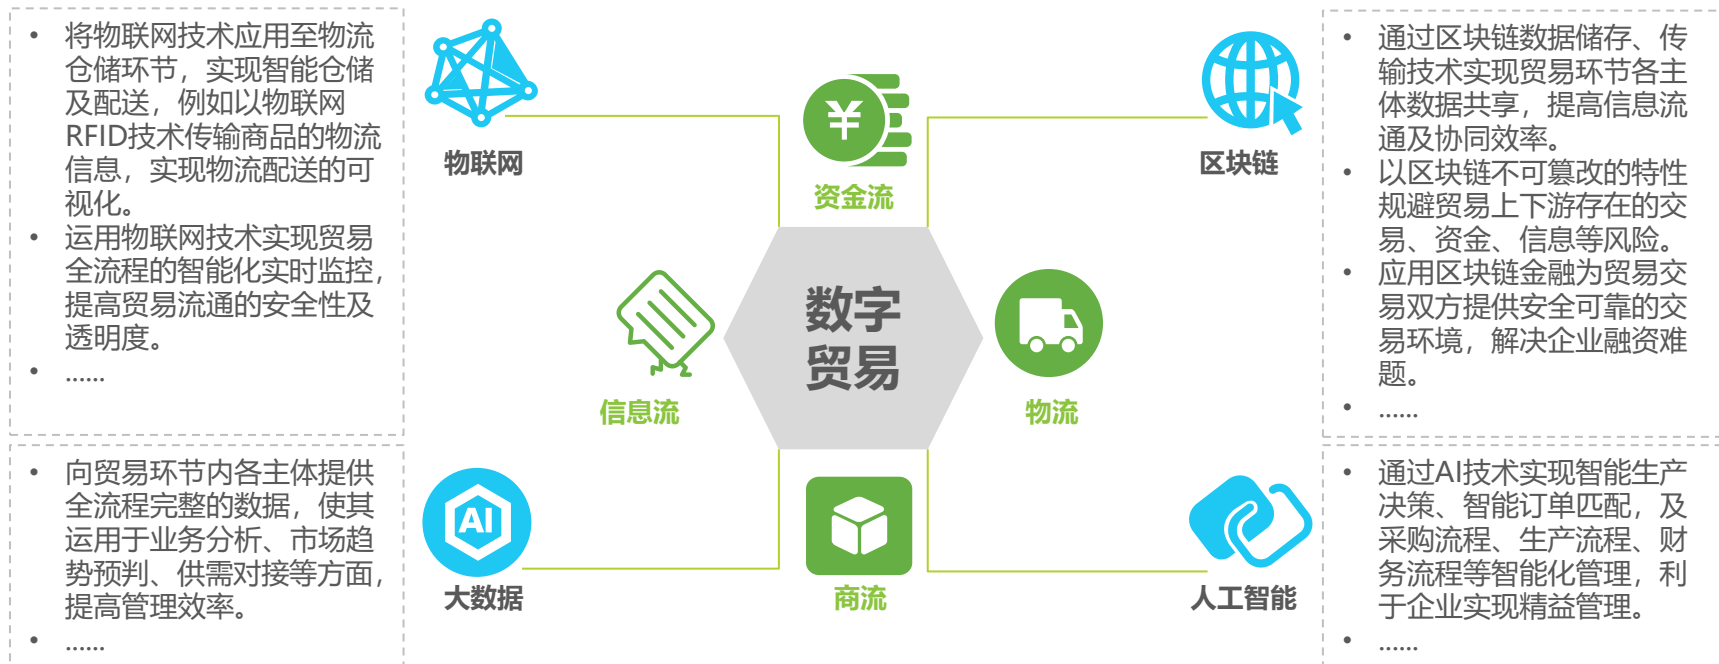 • 将物联网技术应用至物流
仓储环节，实现智能仓储
及配送，例如以物联网
RFID技术传输商品的物流
信息，实现物流配送的可
视化。
• 运用物联网技术实现贸易
全流程的智能化实时监控，
提高贸易流通的安全性及
透明度。
• ......
物联网
¥
资金流
区块链
• 通过区块链数据储存、传
输技术实现贸易环节各主
体数据共享，提高信息流
通及协同效率。
• 以区块链不可篡改的特性
规避贸易上下游存在的交
易、资金、信息等风险。
• 应用区块链金融为贸易交
易双方提供安全可靠的交
易环境，解决企业融资难
题。
• ......
信息流
数字
贸易
物流
• 向贸易环节内各主体提供
全流程完整的数据，使其
运用于业务分析、市场趋
势预判、供需对接等方面，
提高管理效率。
• ......
AI
大数据
商流
人工智能
• 通过AI技术实现智能生产
决策、智能订单匹配，及
采购流程、生产流程、财
务流程等智能化管理，利
于企业实现精益管理。
• ......